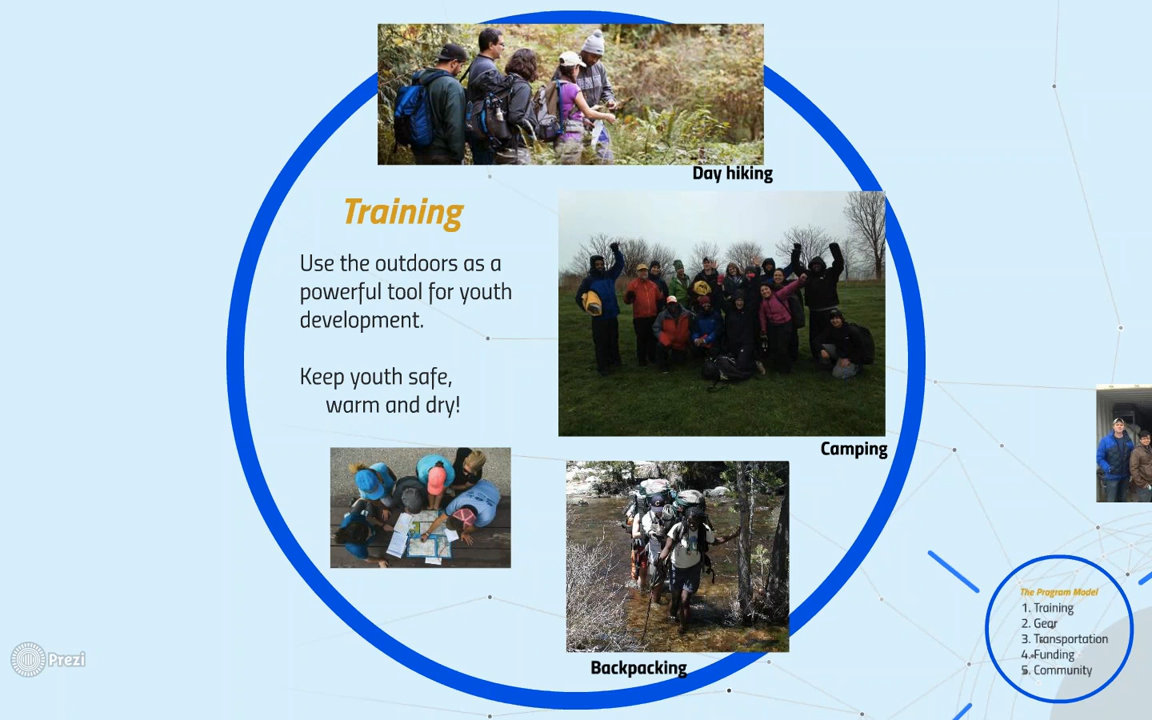 Day hiking
Training
Use the outdoors as a
powerful tool for youth
development.
Keep youth safe,
warm and dry!
Camping
Backpacking
The Program Model
1. Training
2. Gear
3. Transportation
4. Funding
5. Community
Prezi